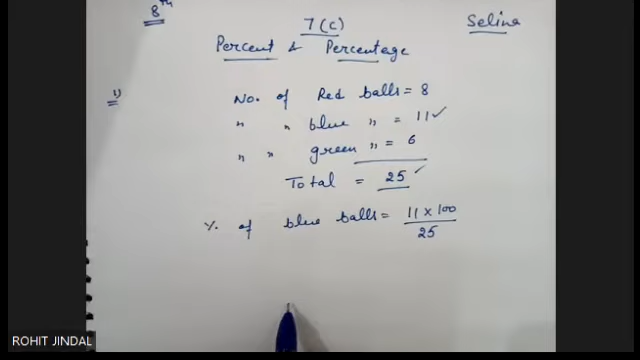 8th
7(c)
Selina
Percent & Percentage
1)
No. of Red balls = 8
" " blue " = 11 ✓
" " green " = 6
Total = 25 ✓
% of blue balls = 11 × 100
25
ROHIT JINDAL